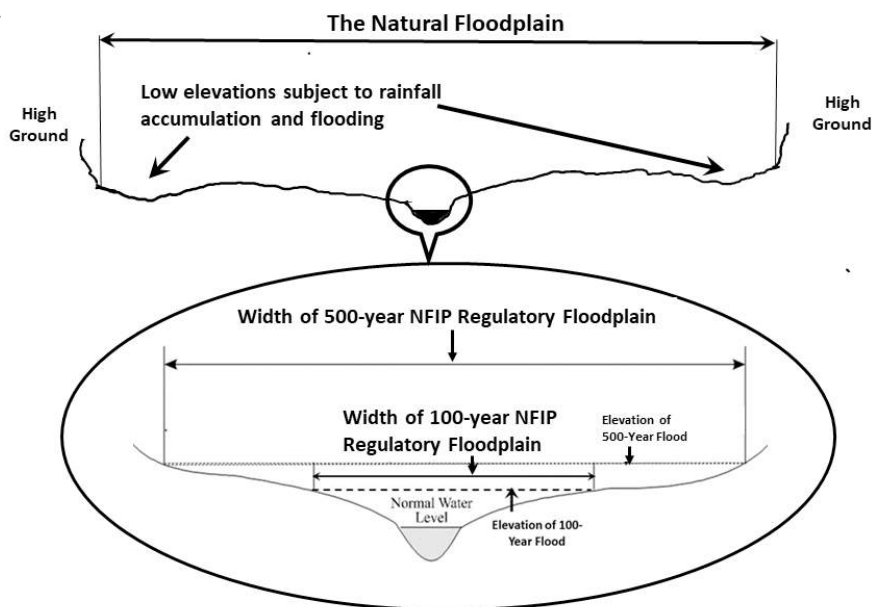 The Natural Floodplain
Low elevations subject to rainfall
accumulation and flooding
High
Ground
High
Ground
Width of 500-year NFIP Regulatory Floodplain
Width of 100-year NFIP
Regulatory Floodplain
Elevation of
500-Year Flood
Normal Water
Level
Elevation of 100-
Year Flood